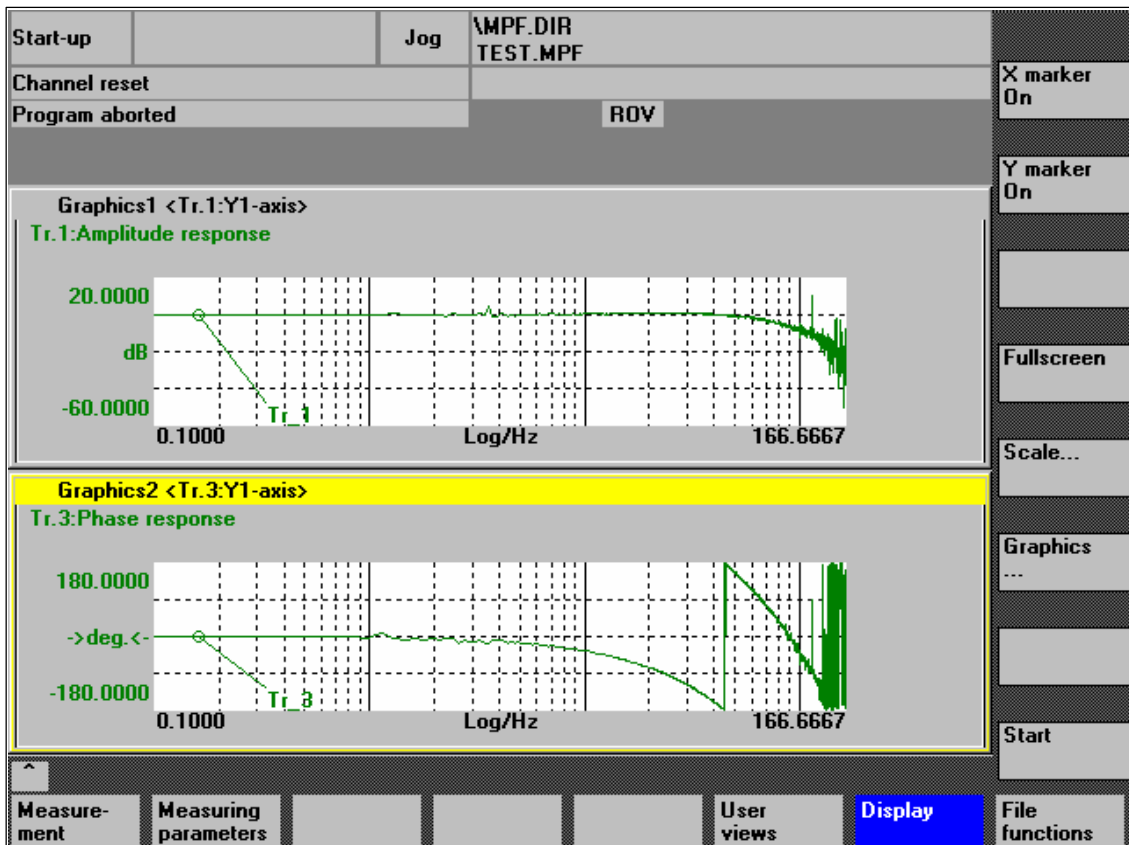 Start-up
Jog
\MPF.DIR
TEST.MPF
Channel reset
Program aborted
ROV
Graphics1 <Tr.1:Y1-axis>
Tr.1:Amplitude response
20.0000
dB
-60.0000
Tr_1
0.1000
Log/Hz
166.6667
Graphics2 <Tr.3:Y1-axis>
Tr.3:Phase response
180.0000
->deg.<-
-180.0000
Tr_3
0.1000
Log/Hz
166.6667
X marker
On
Y marker
On
Fullscreen
Scale...
Graphics
...
Start
^
Measure-
ment
Measuring
parameters
User
views
Display
File
functions